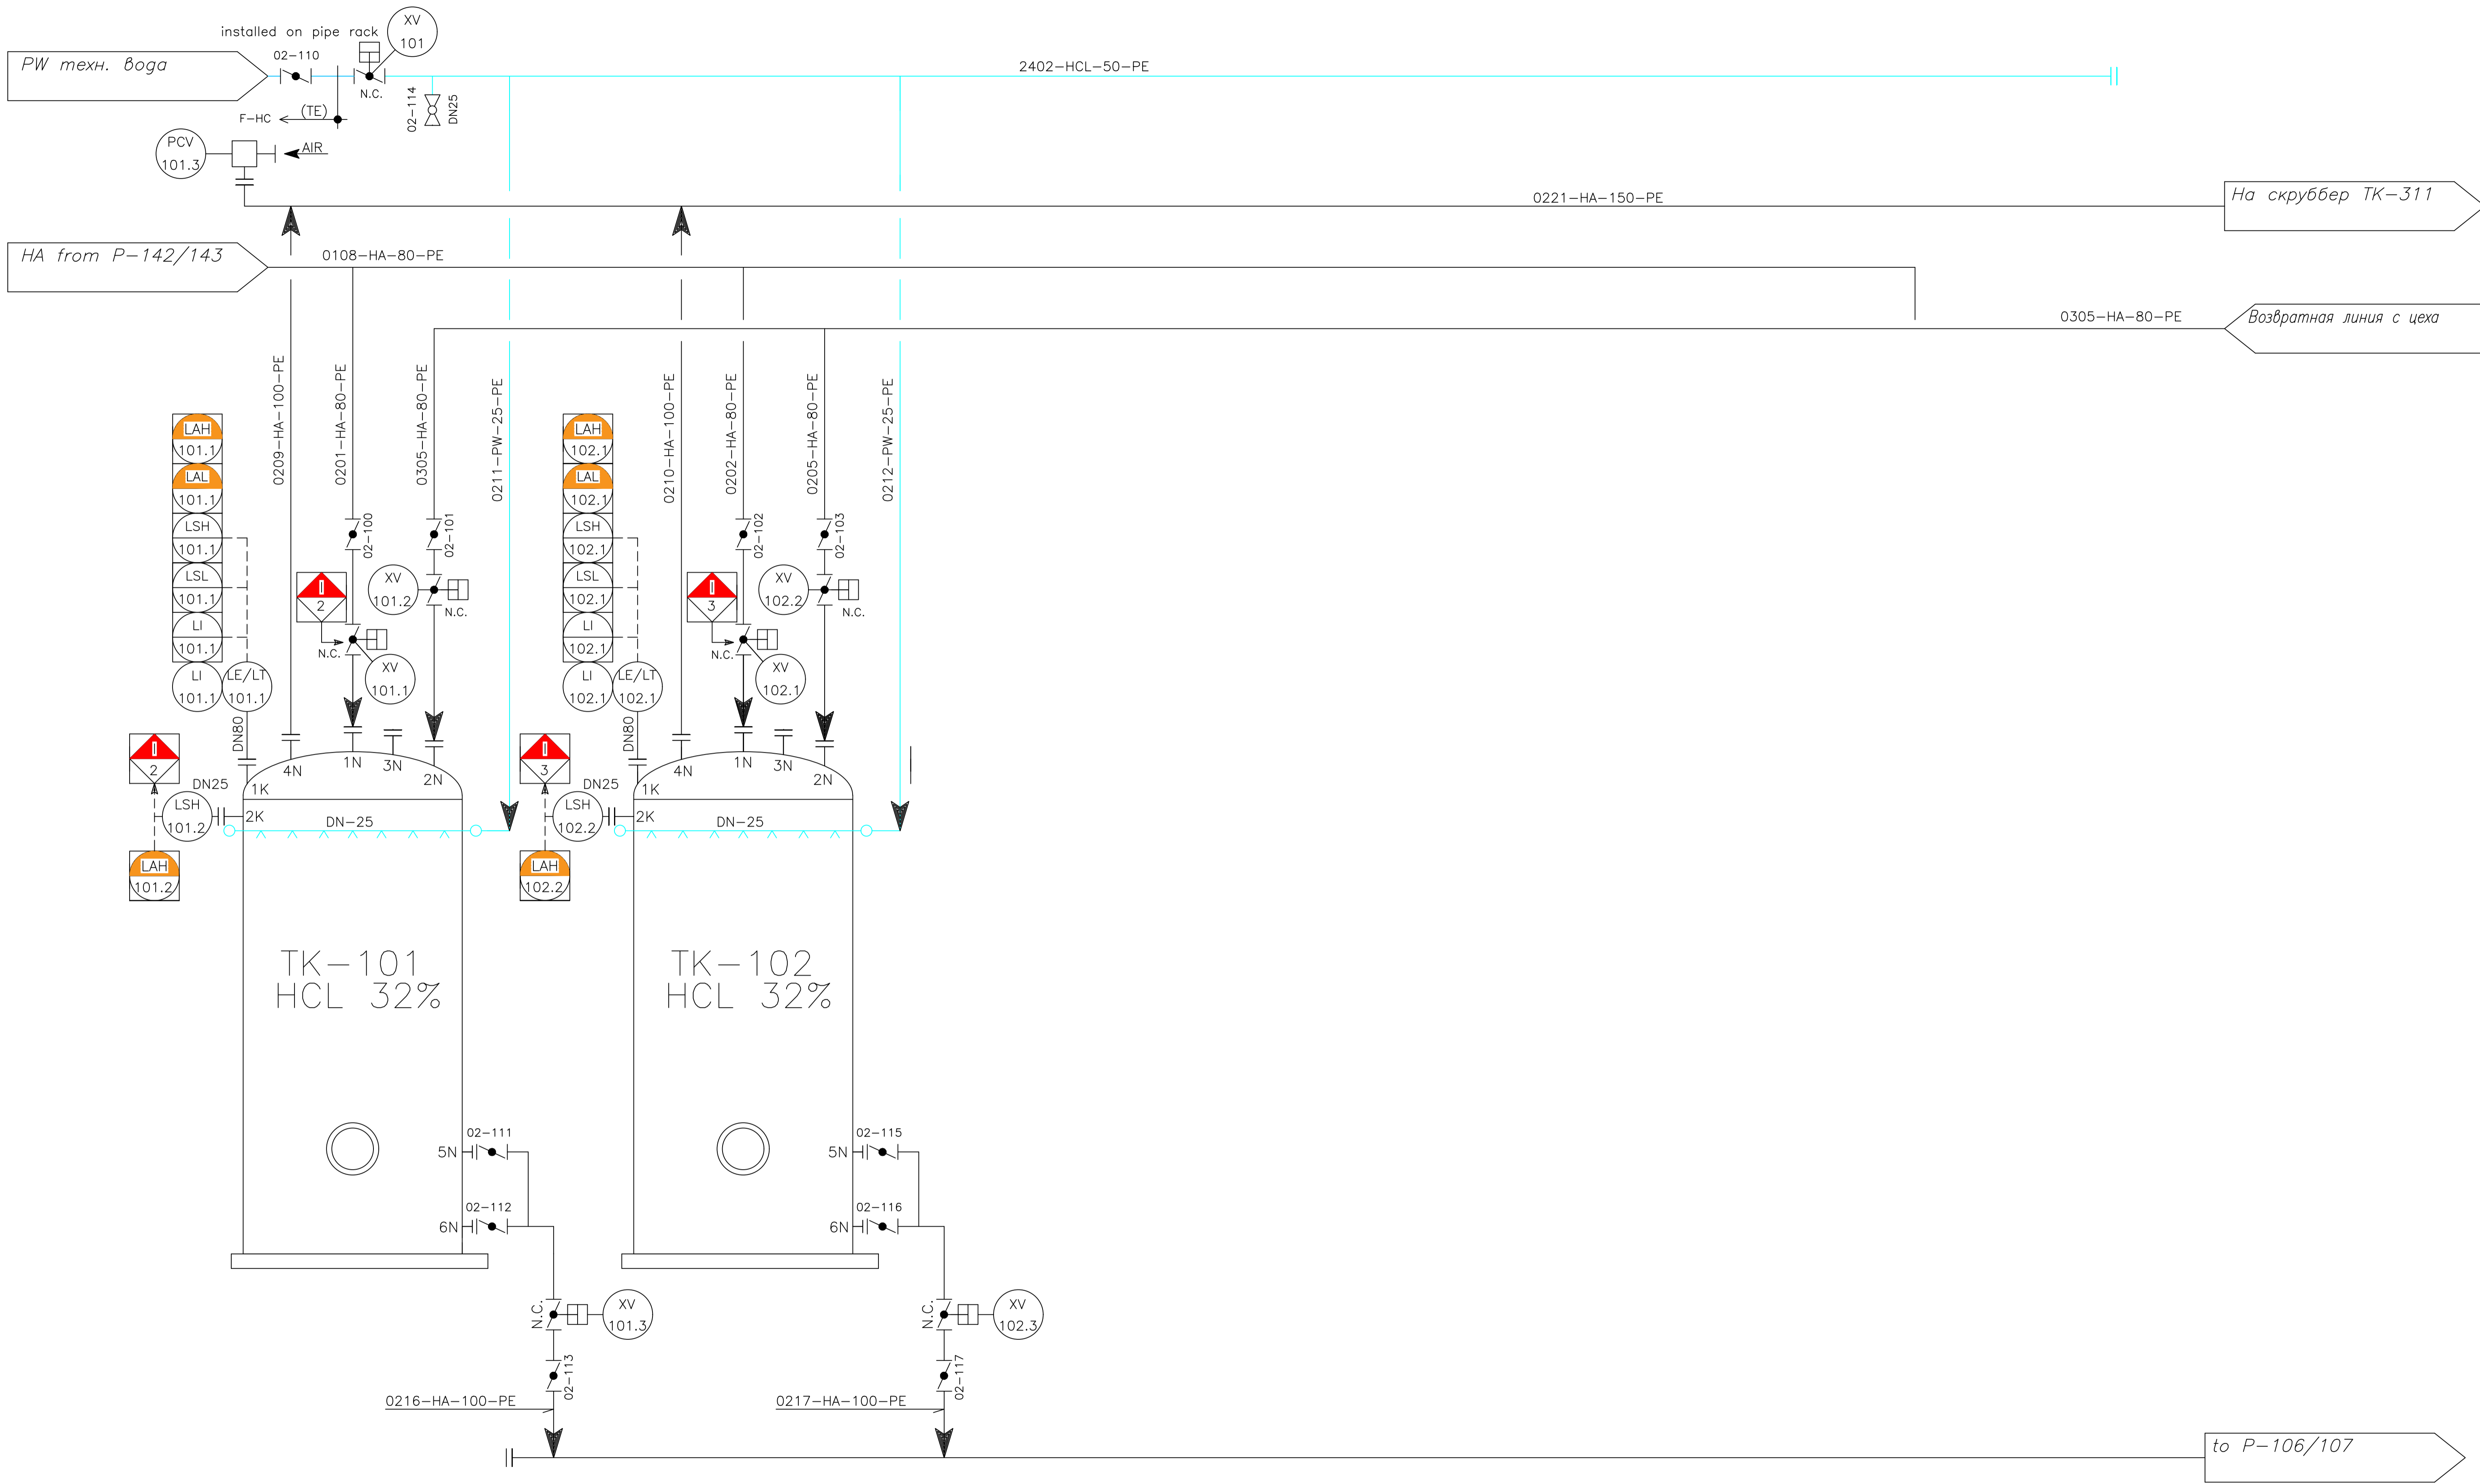 installed on pipe rack
XV
101
02-110
PW техн. вода
N.C.
2402-HCL-50-PE
02-114
DN25
F-HC
(TE)
PCV
101.3
AIR
0221-HA-150-PE
На скруббер TK-311
HA from P-142/143
0108-HA-80-PE
0305-HA-80-PE
Возвратная линия с цеха
0209-HA-100-PE
0201-HA-80-PE
0305-HA-80-PE
0211-PW-25-PE
0210-HA-100-PE
0202-HA-80-PE
0205-HA-80-PE
0212-PW-25-PE
LAH
101.1
LAL
101.1
LSH
101.1
LSL
101.1
LI
101.1
LI
101.1
LE/LT
101.1
02-100
02-101
I
2
XV
101.2
N.C.
N.C.
XV
101.1
LAH
102.1
LAL
102.1
LSH
102.1
LSL
102.1
LI
102.1
LI
102.1
LE/LT
102.1
02-102
02-103
I
3
XV
102.2
N.C.
N.C.
XV
102.1
DN80
I
2
DN25
4N
1N
3N
2N
1K
LSH
101.2
2K
DN-25
LAH
101.2
DN80
I
3
DN25
4N
1N
3N
2N
1K
LSH
102.2
2K
DN-25
LAH
102.2
TK-101
HCL 32%
TK-102
HCL 32%
02-111
5N
02-112
6N
02-115
5N
02-116
6N
N.C.
XV
101.3
02-113
0216-HA-100-PE
N.C.
XV
102.3
02-117
0217-HA-100-PE
to P-106/107